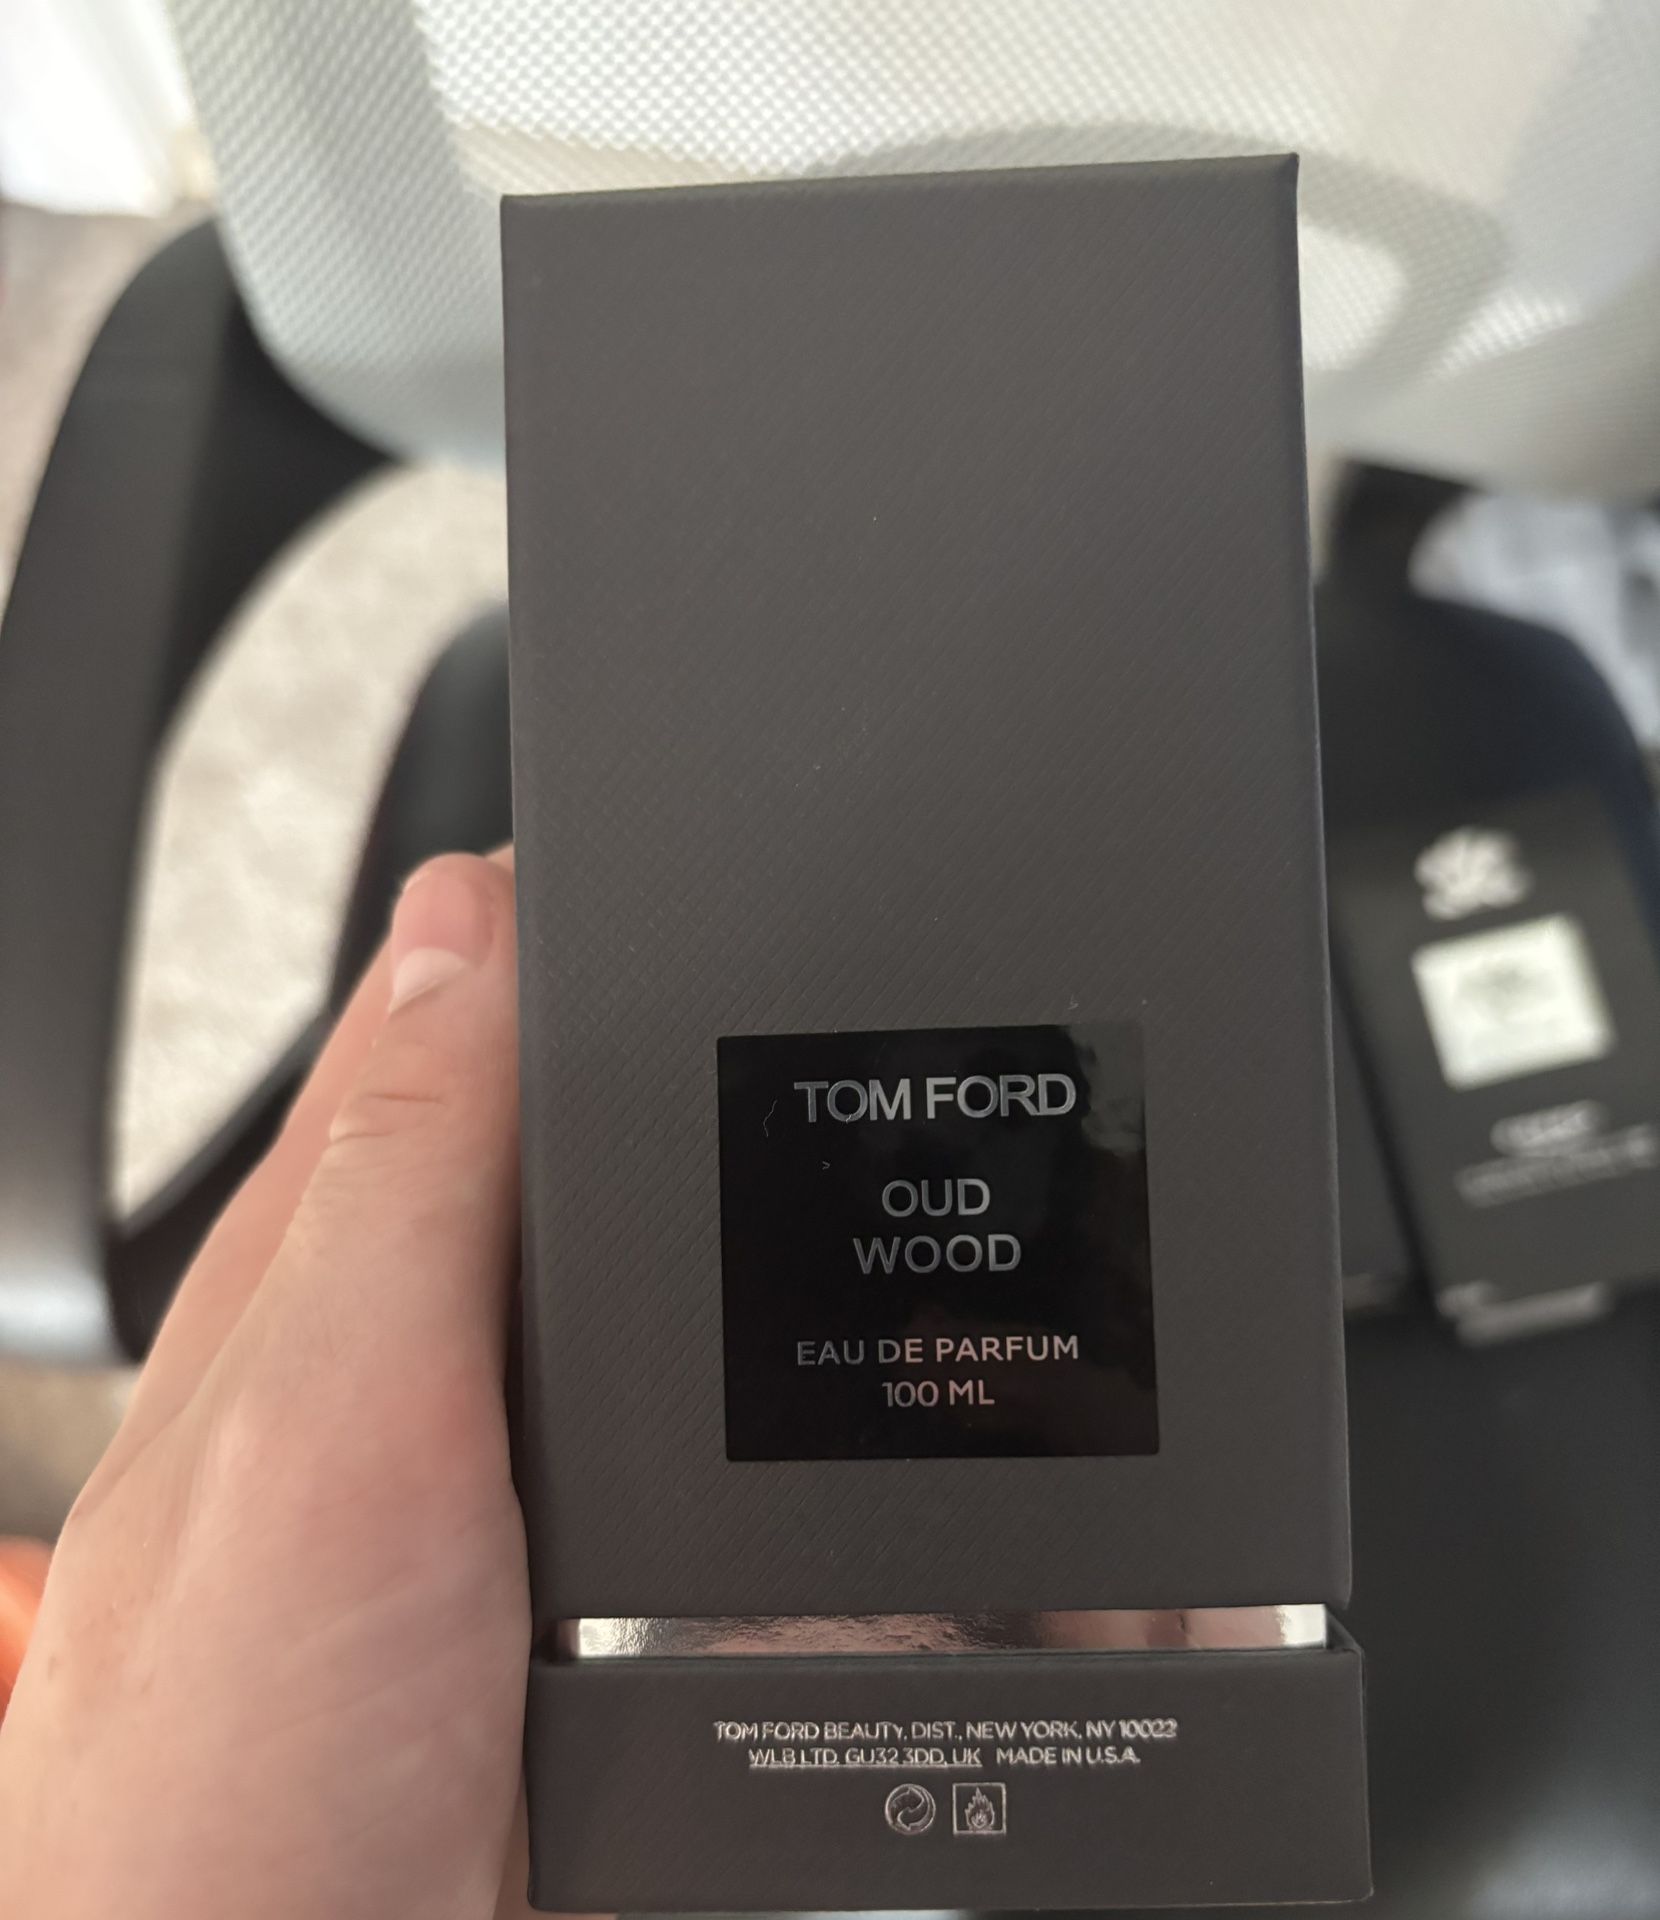 TOM FORD
OUD
WOOD
EAU DE PARFUM
100 ML
TOM FORD BEAUTY, DIST., NEW YORK, NY 10022
WLB LTD, GU32 3DD, UK MADE IN U.S.A.